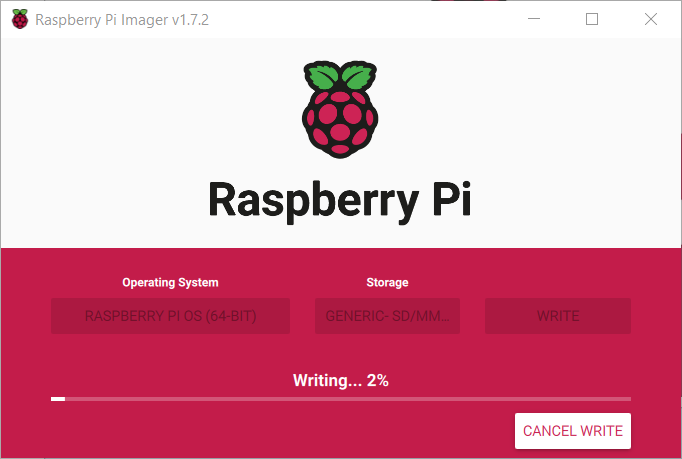 Raspberry Pi Imager v1.7.2
Raspberry Pi
Operating System
Storage
RASPBERRY PI OS (64-BIT)
GENERIC- SD/MM...
WRITE
Writing... 2%
CANCEL WRITE